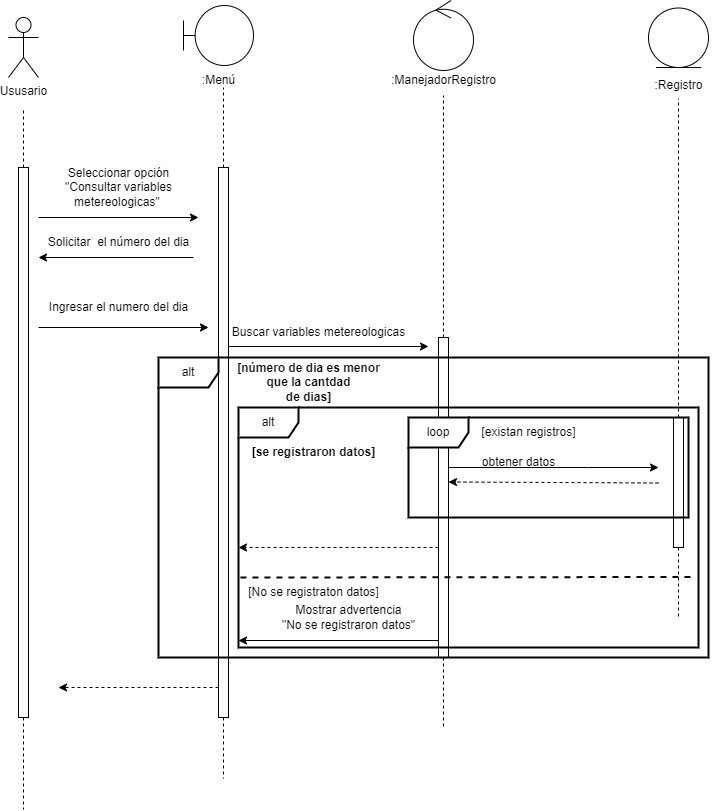 Ususario
:Menú
:ManejadorRegistro
:Registro
Seleccionar opción
"Consultar variables
metereologicas"
Solicitar el número del dia
Ingresar el numero del dia
Buscar variables metereologicas
alt
[número de dia es menor
que la cantdad
de dias]
alt
[se registraron datos]
loop
[existan registros]
obtener datos
[No se registraton datos]
Mostrar advertencia
"No se registraron datos"